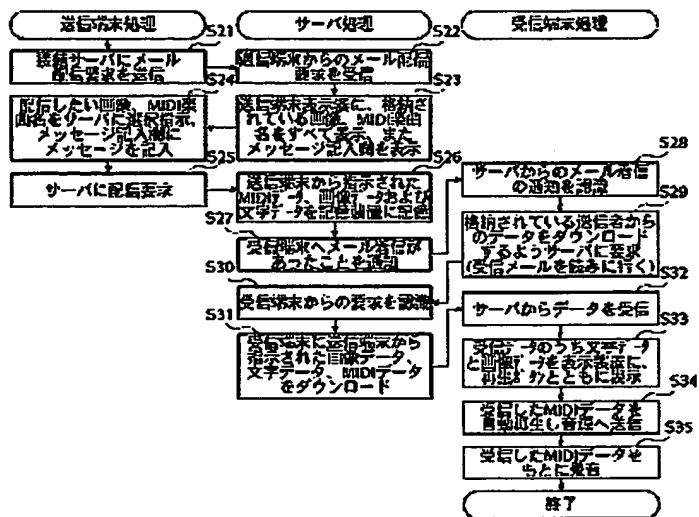 送信端末処理
サーバ処理
受信端末処理
S21
接続サーバにメール
配信要求を送信
S22
送信端末からのメール配信
要求を受信
S23
送信端末表示装に、格納され
ている画像、MIDI楽曲
名をすべて表示、また
メッセージ記入欄を表示
S24
配信したい画像、MIDI楽
曲名をサーバに選択指示、
メッセージ記入欄に
メッセージを記入
S25
サーバに配信要求
S26
送信端末から指示された
MIDIデータ、画像データおよび
文字データを記憶装置に記憶
S27
受信端末へメール着信が
あったことを通知
S28
サーバからのメール着信
の通知を認識
S29
格納されている送信者から
のデータをダウンロード
するようサーバに要求
(受信メールを読みに行く)
S30
受信端末からの要求を認識
S31
受信端末に送信端末から
指示された画像データ、
文字データ、MIDIデータ
をダウンロード
S32
サーバからデータを受信
S33
受信データのうち文字データ
と画像データを表示装置に、
再生ボタンとともに表示
S34
受信したMIDIデータを
自動再生し音源へ送信
S35
受信したMIDIデータを
もとに発音
終了